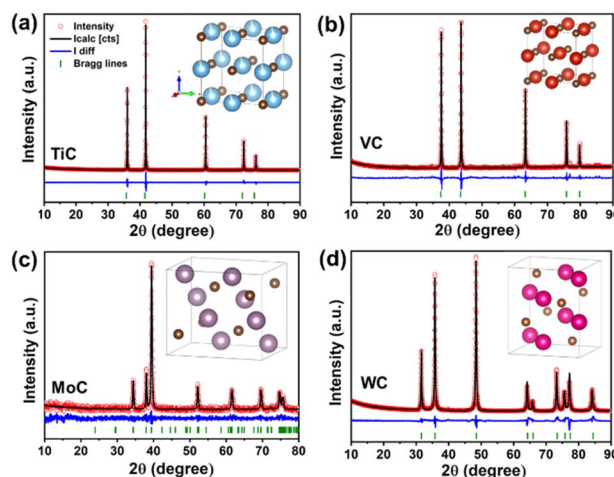 (a)
Intensity
Icalc [cts]
I diff
Bragg lines
TiC
Intensity (a.u.)
10 20 30 40 50 60 70 80 90
2θ (degree)
(b)
VC
Intensity (a.u.)
10 20 30 40 50 60 70 80 90
2θ (degree)
(c)
MoC
Intensity (a.u.)
10 20 30 40 50 60 70 80
2θ (degree)
(d)
WC
Intensity (a.u.)
10 20 30 40 50 60 70 80 90
2θ (degree)